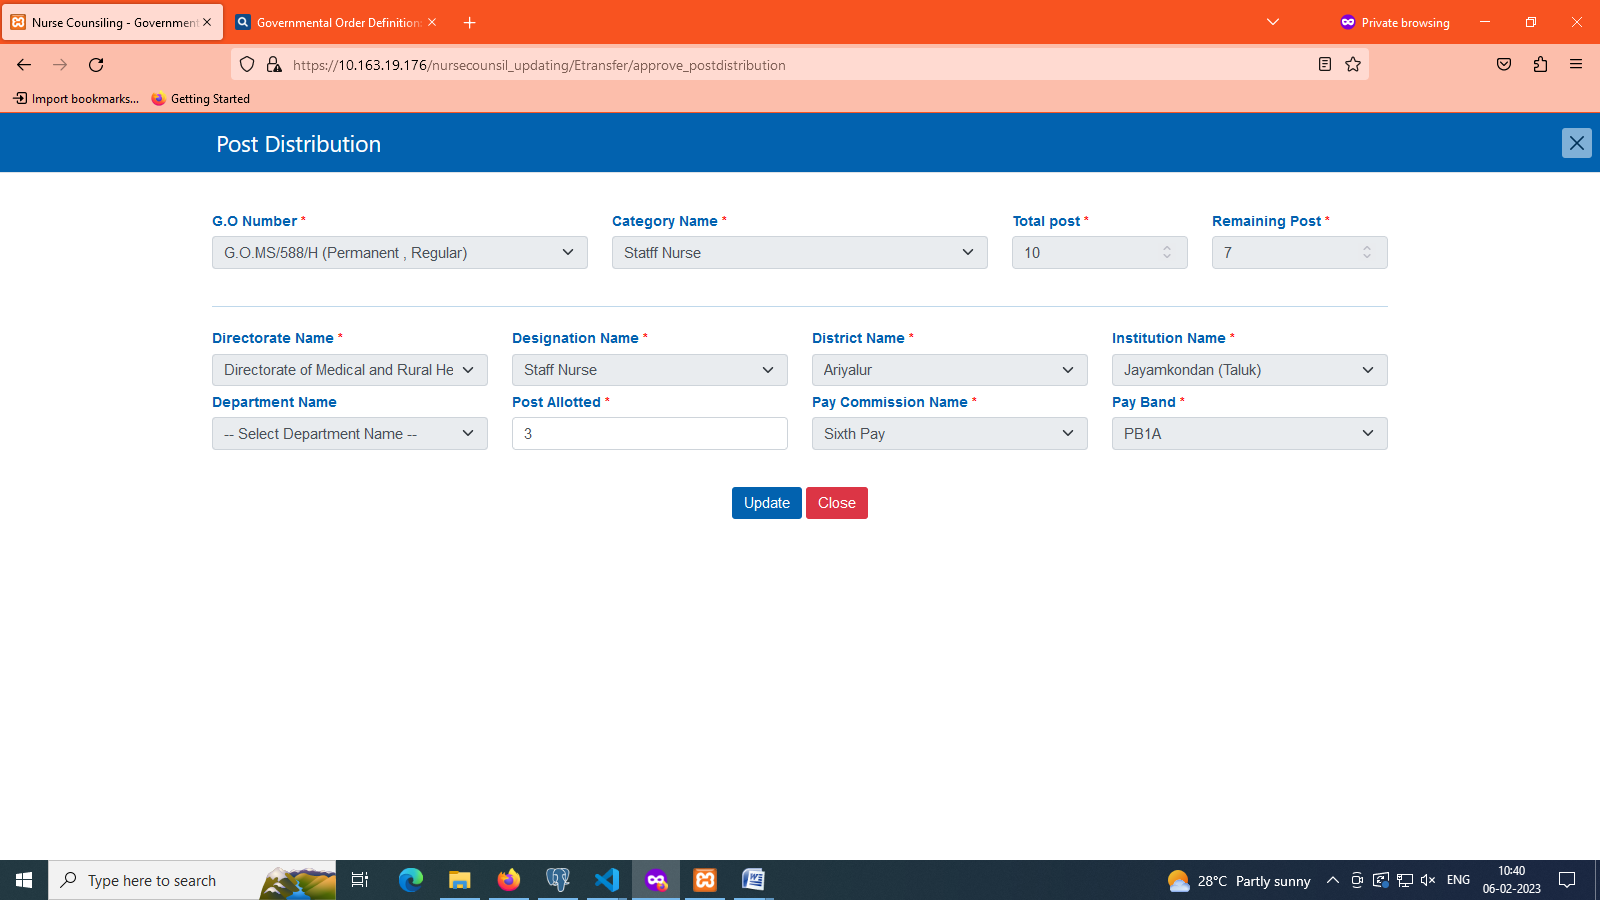 Nurse Counsiling - Government
Governmental Order Definition
Private browsing
https://10.163.19.176/nursecounsil_updating/Etransfer/approve_postdistribution
Import bookmarks...
Getting Started
Post Distribution
G.O Number *
Category Name *
Total post *
Remaining Post *
G.O.MS/588/H (Permanent , Regular)
Statff Nurse
10
7
Directorate Name *
Designation Name *
District Name *
Institution Name *
Directorate of Medical and Rural He
Staff Nurse
Ariyalur
Jayamkondan (Taluk)
Department Name
Post Allotted *
Pay Commission Name *
Pay Band *
-- Select Department Name --
3
Sixth Pay
PB1A
Update
Close
Type here to search
28°C Partly sunny
ENG
10:40
06-02-2023